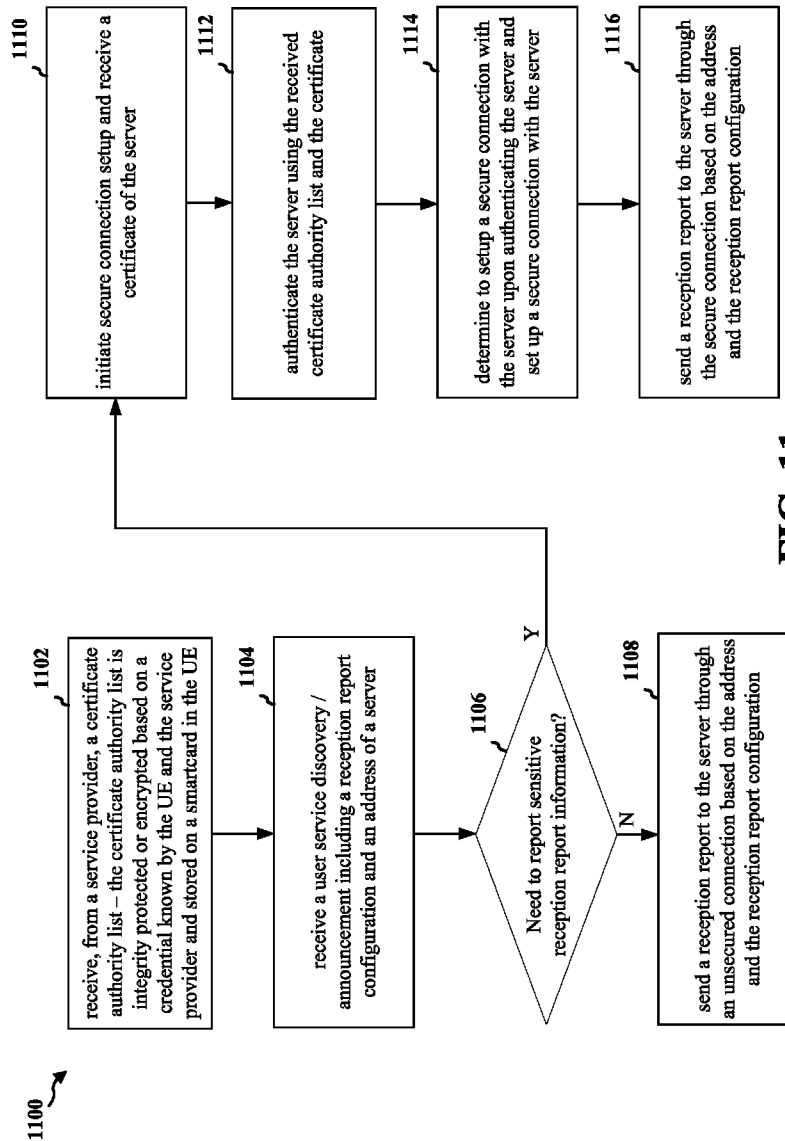 1100
1102
receive, from a service provider, a certificate
authority list – the certificate authority list is
integrity protected or encrypted based on a
credential known by the UE and the service
provider and stored on a smartcard in the UE
1104
receive a user service discovery /
announcement including a reception report
configuration and an address of a server
1106
Need to report sensitive
reception report information?
Y
N
1108
send a reception report to the server through
an unsecured connection based on the address
and the reception report configuration
1110
initiate secure connection setup and receive a
certificate of the server
1112
authenticate the server using the received
certificate authority list and the certificate
1114
determine to setup a secure connection with
the server upon authenticating the server and
set up a secure connection with the server
1116
send a reception report to the server through
the secure connection based on the address
and the reception report configuration
FIG. 11